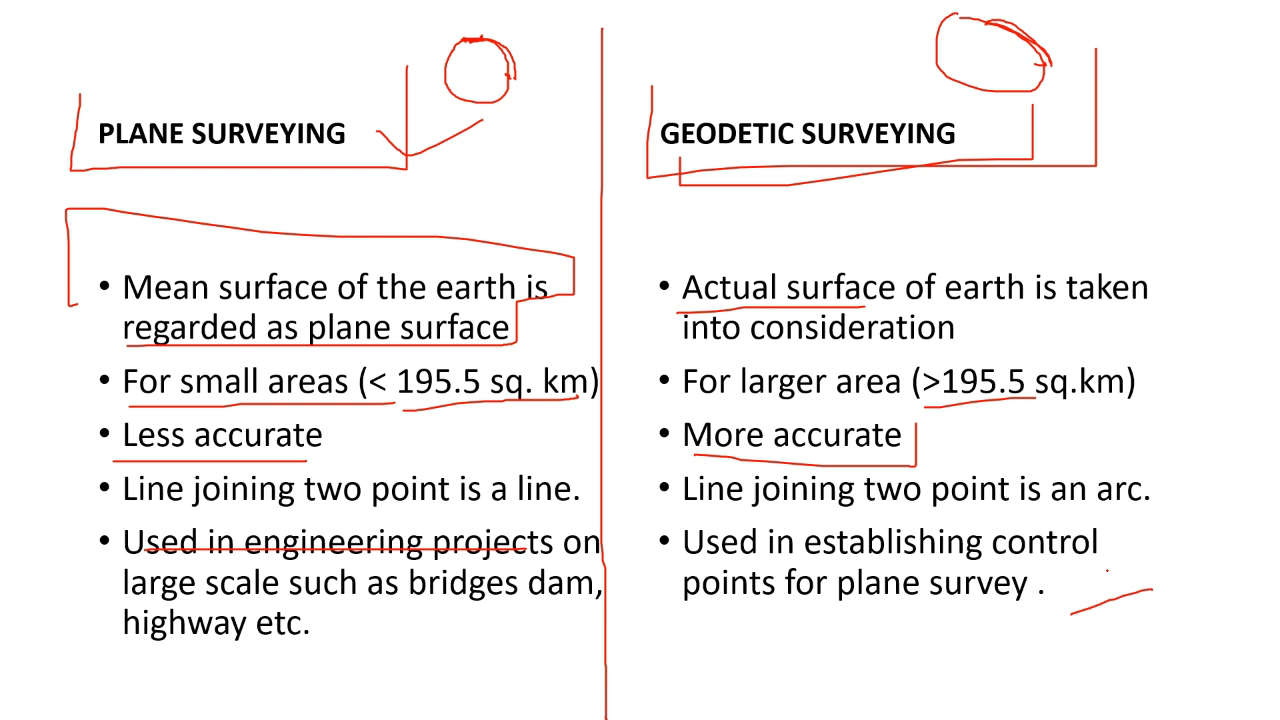 PLANE SURVEYING
• Mean surface of the earth is
regarded as plane surface
• For small areas (< 195.5 sq. km)
• Less accurate
• Line joining two point is a line.
• Used in engineering projects on
large scale such as bridges dam,
highway etc.
GEODETIC SURVEYING
• Actual surface of earth is taken
into consideration
• For larger area (>195.5 sq.km)
• More accurate
• Line joining two point is an arc.
• Used in establishing control
points for plane survey .